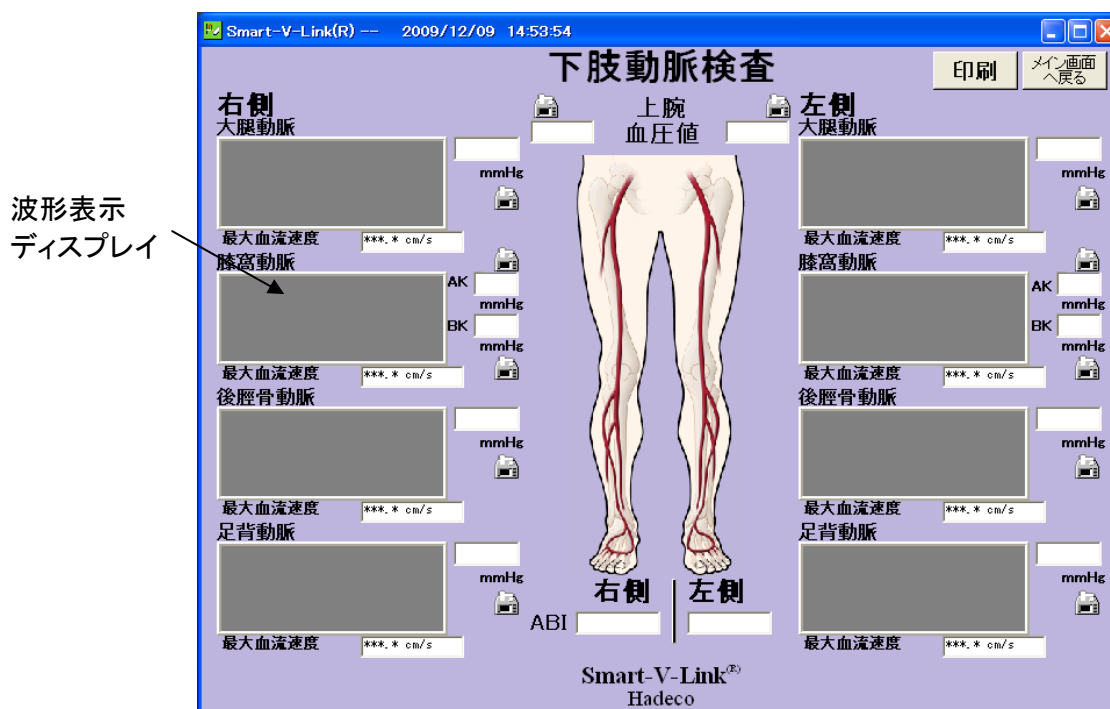 Smart-V-Link(R) -- 2009/12/09 14:53:54
下肢動脈検査
印刷
メイン画面
へ戻る
上腕
血圧値
右側
大腿動脈
mmHg
最大血流速度 ***.* cm/s
膝窩動脈
AK
mmHg
BK
mmHg
最大血流速度 ***.* cm/s
後脛骨動脈
mmHg
最大血流速度 ***.* cm/s
足背動脈
mmHg
最大血流速度 ***.* cm/s
左側
大腿動脈
mmHg
最大血流速度 ***.* cm/s
膝窩動脈
AK
mmHg
BK
mmHg
最大血流速度 ***.* cm/s
後脛骨動脈
mmHg
最大血流速度 ***.* cm/s
足背動脈
mmHg
最大血流速度 ***.* cm/s
右側 左側
ABI
Smart-V-Link(R)
Hadeco
波形表示
ディスプレイ